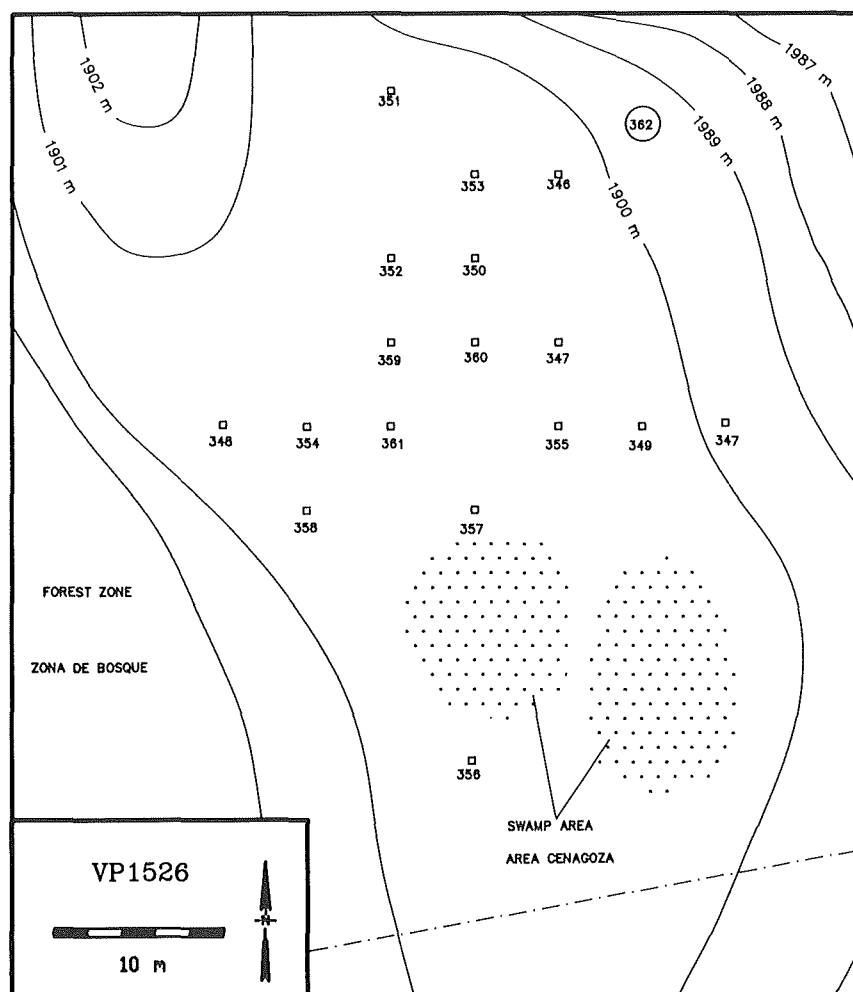 1987 m
1902 m
1988 m
351
362
1989 m
1901 m
353
346
1900 m
352
350
359
360
347
348
354
361
355
349
347
358
357
FOREST ZONE
ZONA DE BOSQUE
356
SWAMP AREA
AREA CENAGOZA
VP1526
N
10 m